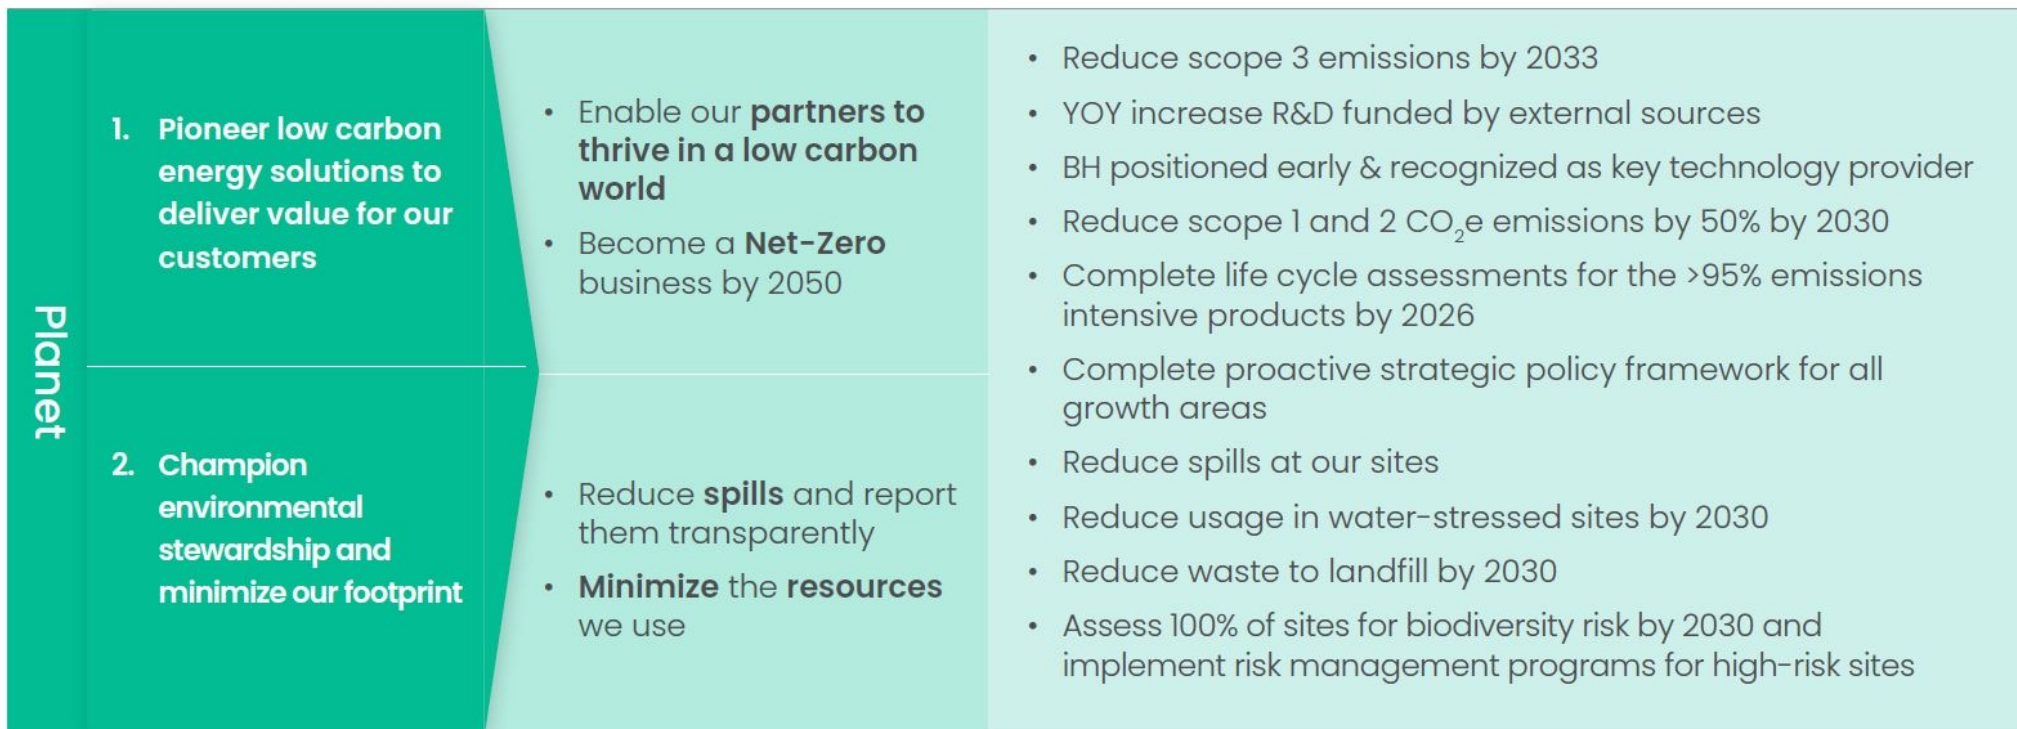 Planet
1. Pioneer low carbon
energy solutions to
deliver value for our
customers
2. Champion
environmental
stewardship and
minimize our footprint
• Enable our partners to
thrive in a low carbon
world
• Become a Net-Zero
business by 2050
• Reduce spills and report
them transparently
• Minimize the resources
we use
• Reduce scope 3 emissions by 2033
• YOY increase R&D funded by external sources
• BH positioned early & recognized as key technology provider
• Reduce scope 1 and 2 CO₂e emissions by 50% by 2030
• Complete life cycle assessments for the >95% emissions
intensive products by 2026
• Complete proactive strategic policy framework for all
growth areas
• Reduce spills at our sites
• Reduce usage in water-stressed sites by 2030
• Reduce waste to landfill by 2030
• Assess 100% of sites for biodiversity risk by 2030 and
implement risk management programs for high-risk sites